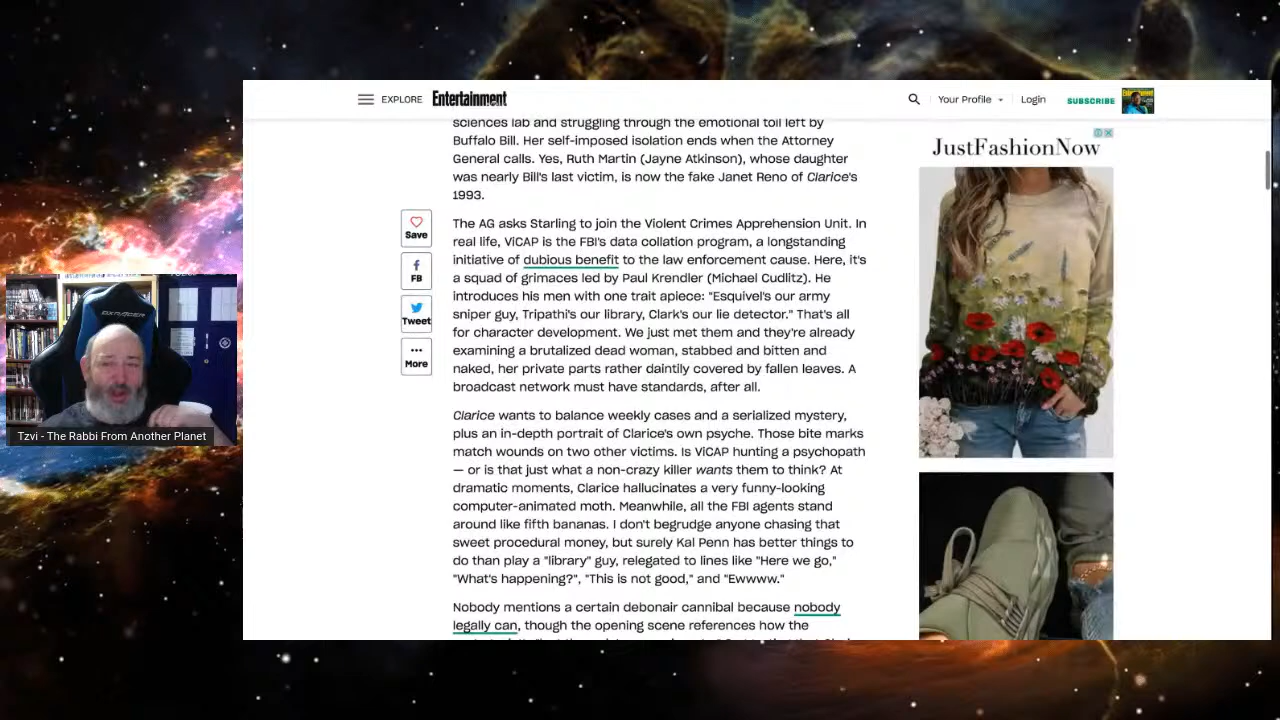 EXPLORE
Entertainment
Your Profile
Login
SUBSCRIBE
sciences lab and struggling through the emotional toll left by
Buffalo Bill. Her self-imposed isolation ends when the Attorney
General calls. Yes, Ruth Martin (Jayne Atkinson), whose daughter
was nearly Bill's last victim, is now the fake Janet Reno of Clarice's
1993.
Save
FB
Tweet
More
The AG asks Starling to join the Violent Crimes Apprehension Unit. In
real life, ViCAP is the FBI's data collation program, a longstanding
initiative of dubious benefit to the law enforcement cause. Here, it's
a squad of grimaces led by Paul Krendler (Michael Cudlitz). He
introduces his men with one trait apiece: "Esquivel's our army
sniper guy, Tripathi's our library, Clark's our lie detector." That's all
for character development. We just met them and they're already
examining a brutalized dead woman, stabbed and bitten and
naked, her private parts rather daintily covered by fallen leaves. A
broadcast network must have standards, after all.
Clarice wants to balance weekly cases and a serialized mystery,
plus an in-depth portrait of Clarice's own psyche. Those bite marks
match wounds on two other victims. Is ViCAP hunting a psychopath
— or is that just what a non-crazy killer wants them to think? At
dramatic moments, Clarice hallucinates a very funny-looking
computer-animated moth. Meanwhile, all the FBI agents stand
around like fifth bananas. I don't begrudge anyone chasing that
sweet procedural money, but surely Kal Penn has better things to
do than play a "library" guy, relegated to lines like "Here we go,"
"What's happening?", "This is not good," and "Ewwww."
Nobody mentions a certain debonair cannibal because nobody
legally can, though the opening scene references how the
JustFashionNow
DXRACER
Tzvi - The Rabbi From Another Planet